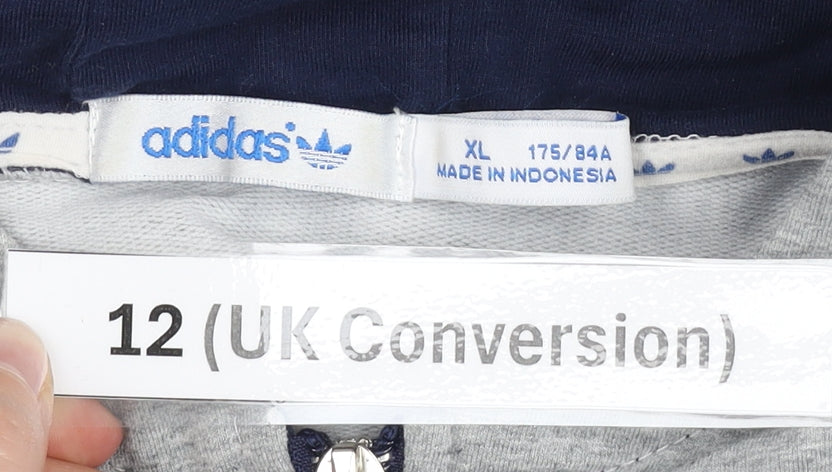 adidas
XL 175/84A
MADE IN INDONESIA
12 (UK Conversion)